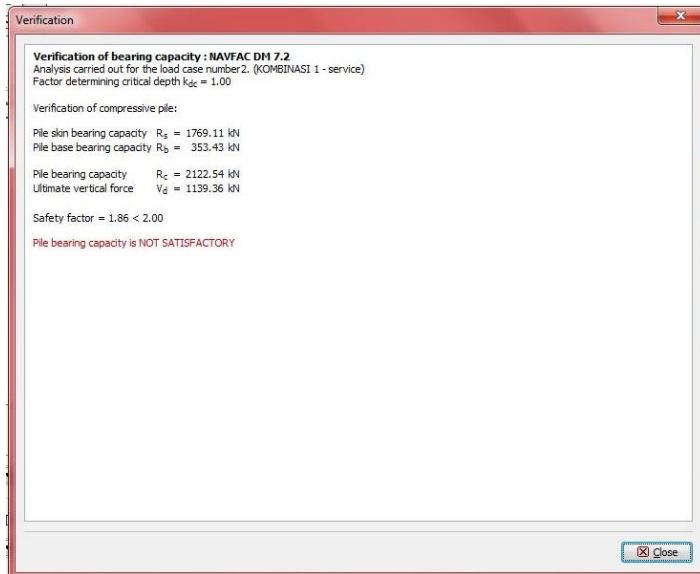 Verification
Verification of bearing capacity : NAVFAC DM 7.2
Analysis carried out for the load case number2. (KOMBINASI 1 - service)
Factor determining critical depth kdc = 1.00
Verification of compressive pile:
Pile skin bearing capacity Rs = 1769.11 kN
Pile base bearing capacity Rb = 353.43 kN
Pile bearing capacity Rc = 2122.54 kN
Ultimate vertical force Vd = 1139.36 kN
Safety factor = 1.86 < 2.00
Pile bearing capacity is NOT SATISFACTORY
Close